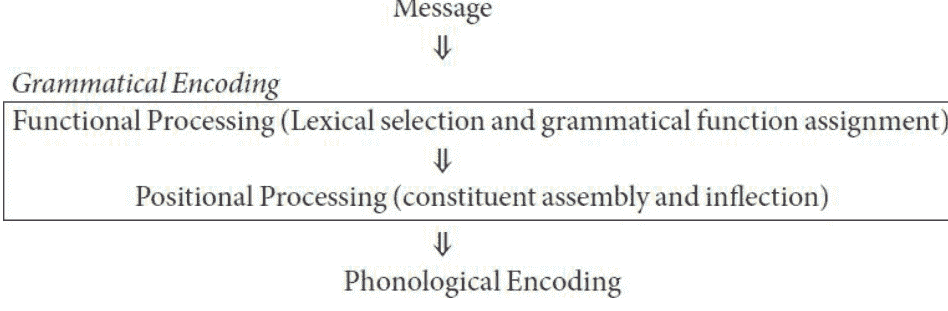 Message
⇓
Grammatical Encoding
Functional Processing (Lexical selection and grammatical function assignment)
⇓
Positional Processing (constituent assembly and inflection)
⇓
Phonological Encoding